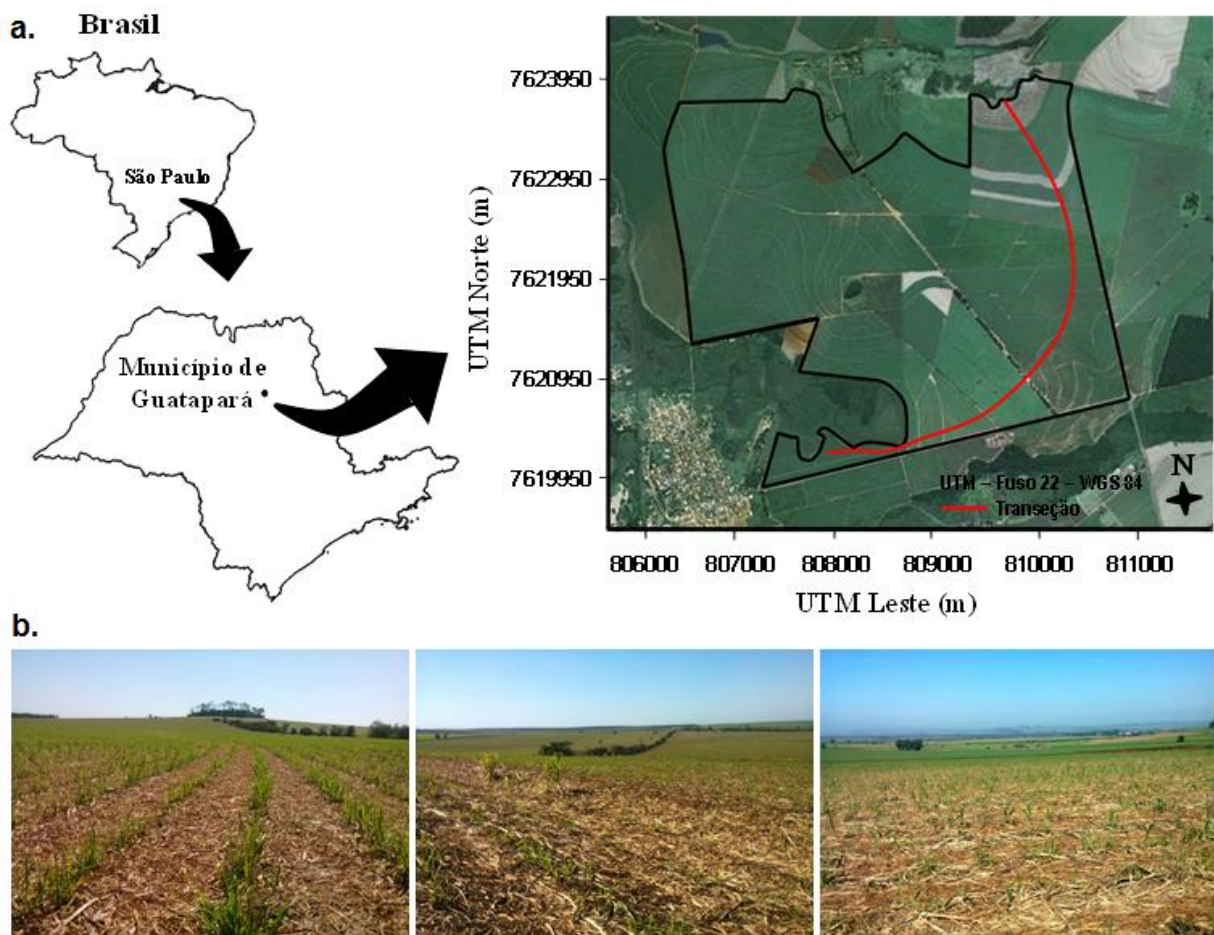 a.
Brasil
São Paulo
Município de
Guatapará
UTM Norte (m)
7623950
7622950
7621950
7620950
7619950
N
UTM – Fuso 22 – WGS 84
Transeção
806000 807000 808000 809000 810000 811000
UTM Leste (m)
b.